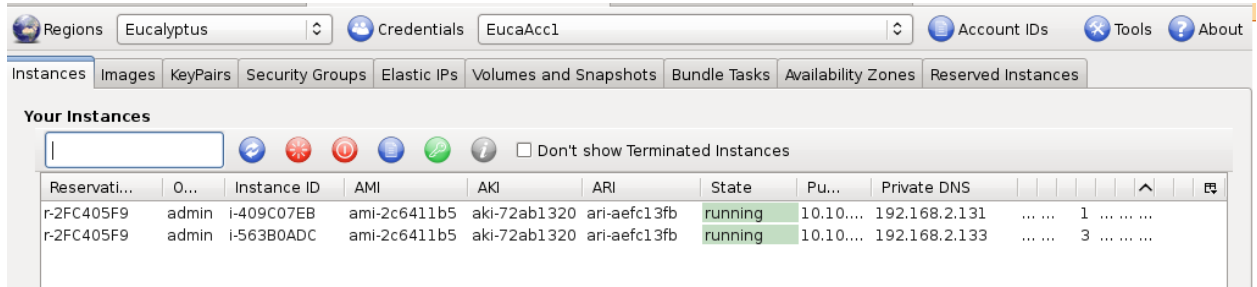 Regions Eucalyptus Credentials EucaAcc1 Account IDs Tools About
Instances Images KeyPairs Security Groups Elastic IPs Volumes and Snapshots Bundle Tasks Availability Zones Reserved Instances
Your Instances
Don't show Terminated Instances
Reservati... O... Instance ID AMI AKI ARI State Pu... Private DNS
r-2FC405F9 admin i-409C07EB ami-2c6411b5 aki-72ab1320 ari-aefc13fb running 10.10.... 192.168.2.131 ... ... 1 ... ... ...
r-2FC405F9 admin i-563B0ADC ami-2c6411b5 aki-72ab1320 ari-aefc13fb running 10.10.... 192.168.2.133 ... ... 3 ... ... ...